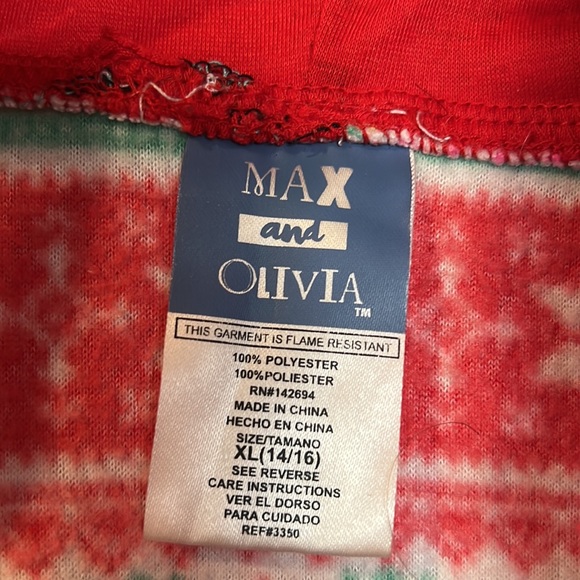 MAX
and
OLIVIA
TM
THIS GARMENT IS FLAME RESISTANT
100% POLYESTER
100%POLIESTER
RN#142694
MADE IN CHINA
HECHO EN CHINA
SIZE/TAMANO
XL(14/16)
SEE REVERSE
CARE INSTRUCTIONS
VER EL DORSO
PARA CUIDADO
REF#3350